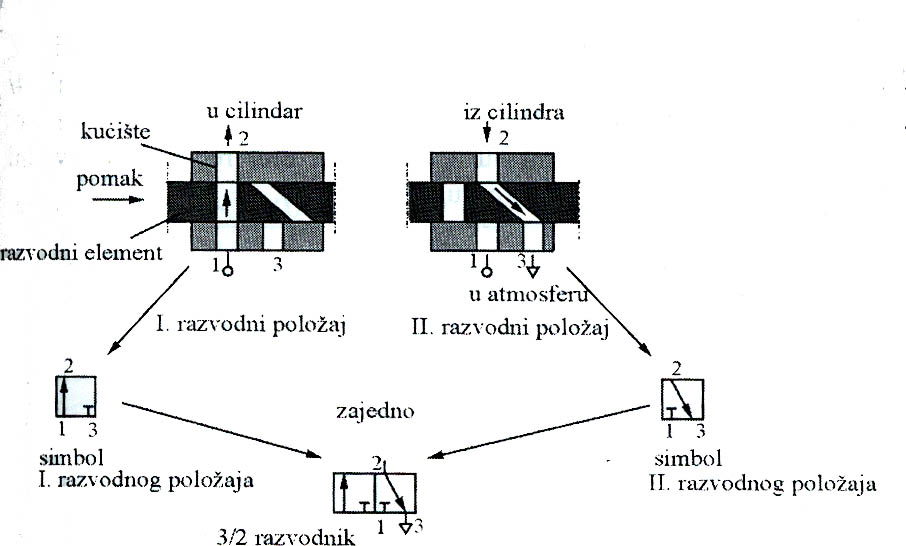 u cilindar
2
kućište
pomak
razvodni element
1
3
I. razvodni položaj
iz cilindra
2
1
3
u atmosferu
II. razvodni položaj
2
1 3
simbol
I. razvodnog položaja
zajedno
2
1 3
simbol
II. razvodnog položaja
2
1 3
3/2 razvodnik